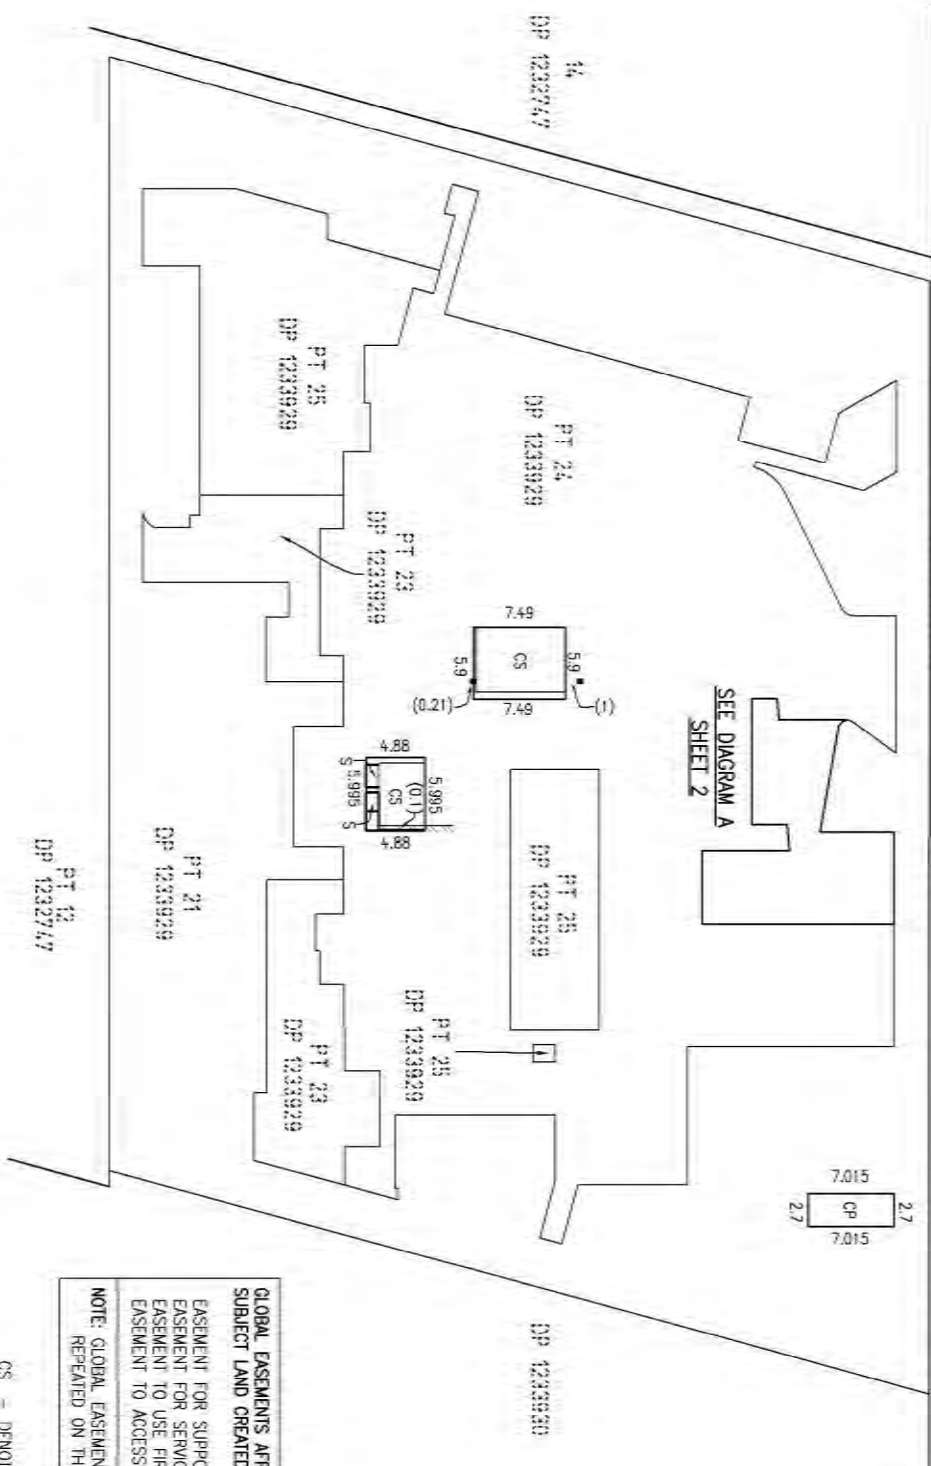 14
DP 1232747
PT 25
DP 1233929
PT 24
DP 1233929
PT 23
DP 1233929
7.49
CS
5.9
5.9
7.49
(0.21)
(1)
SEE DIAGRAM A
SHEET 2
4.88
S
5.995
CS
(0.1)
5.995
S
4.88
PT 25
DP 1233929
PT 21
DP 1233929
PT 12
DP 1232747
PT 25
DP 1233929
PT 23
DP 1233929
7.015
2.7
CP
2.7
7.015
DP 1233930
GLOBAL EASEMENTS AFF
SUBJECT LAND CREATED
EASEMENT FOR SUPPO
EASEMENT FOR SERVIC
EASEMENT TO USE FIR
EASEMENT TO ACCESS
NOTE: GLOBAL EASEMEN
REPEATED ON TH
CS = DENOT